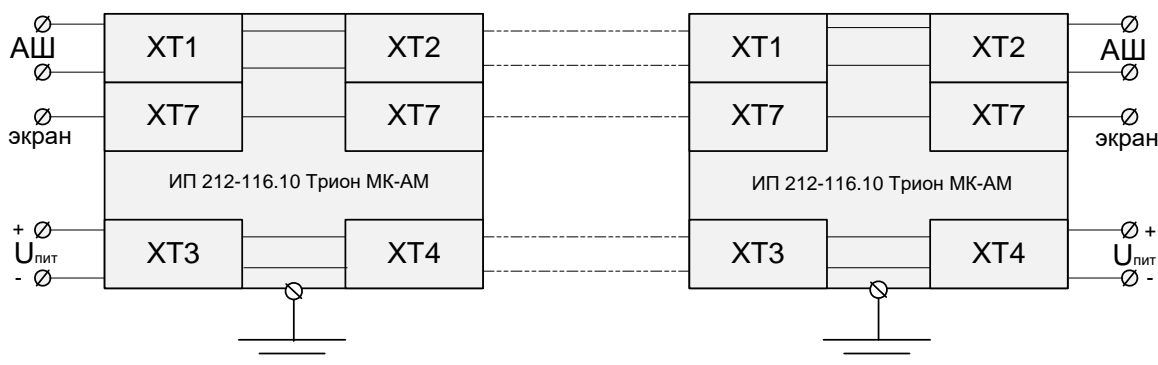 АШ
XT1
XT2
XT1
XT2
АШ
экран
XT7
XT7
XT7
XT7
экран
ИП 212-116.10 Трион МК-АМ
ИП 212-116.10 Трион МК-АМ
+
Uпит
-
XT3
XT4
XT3
XT4
+
Uпит
-